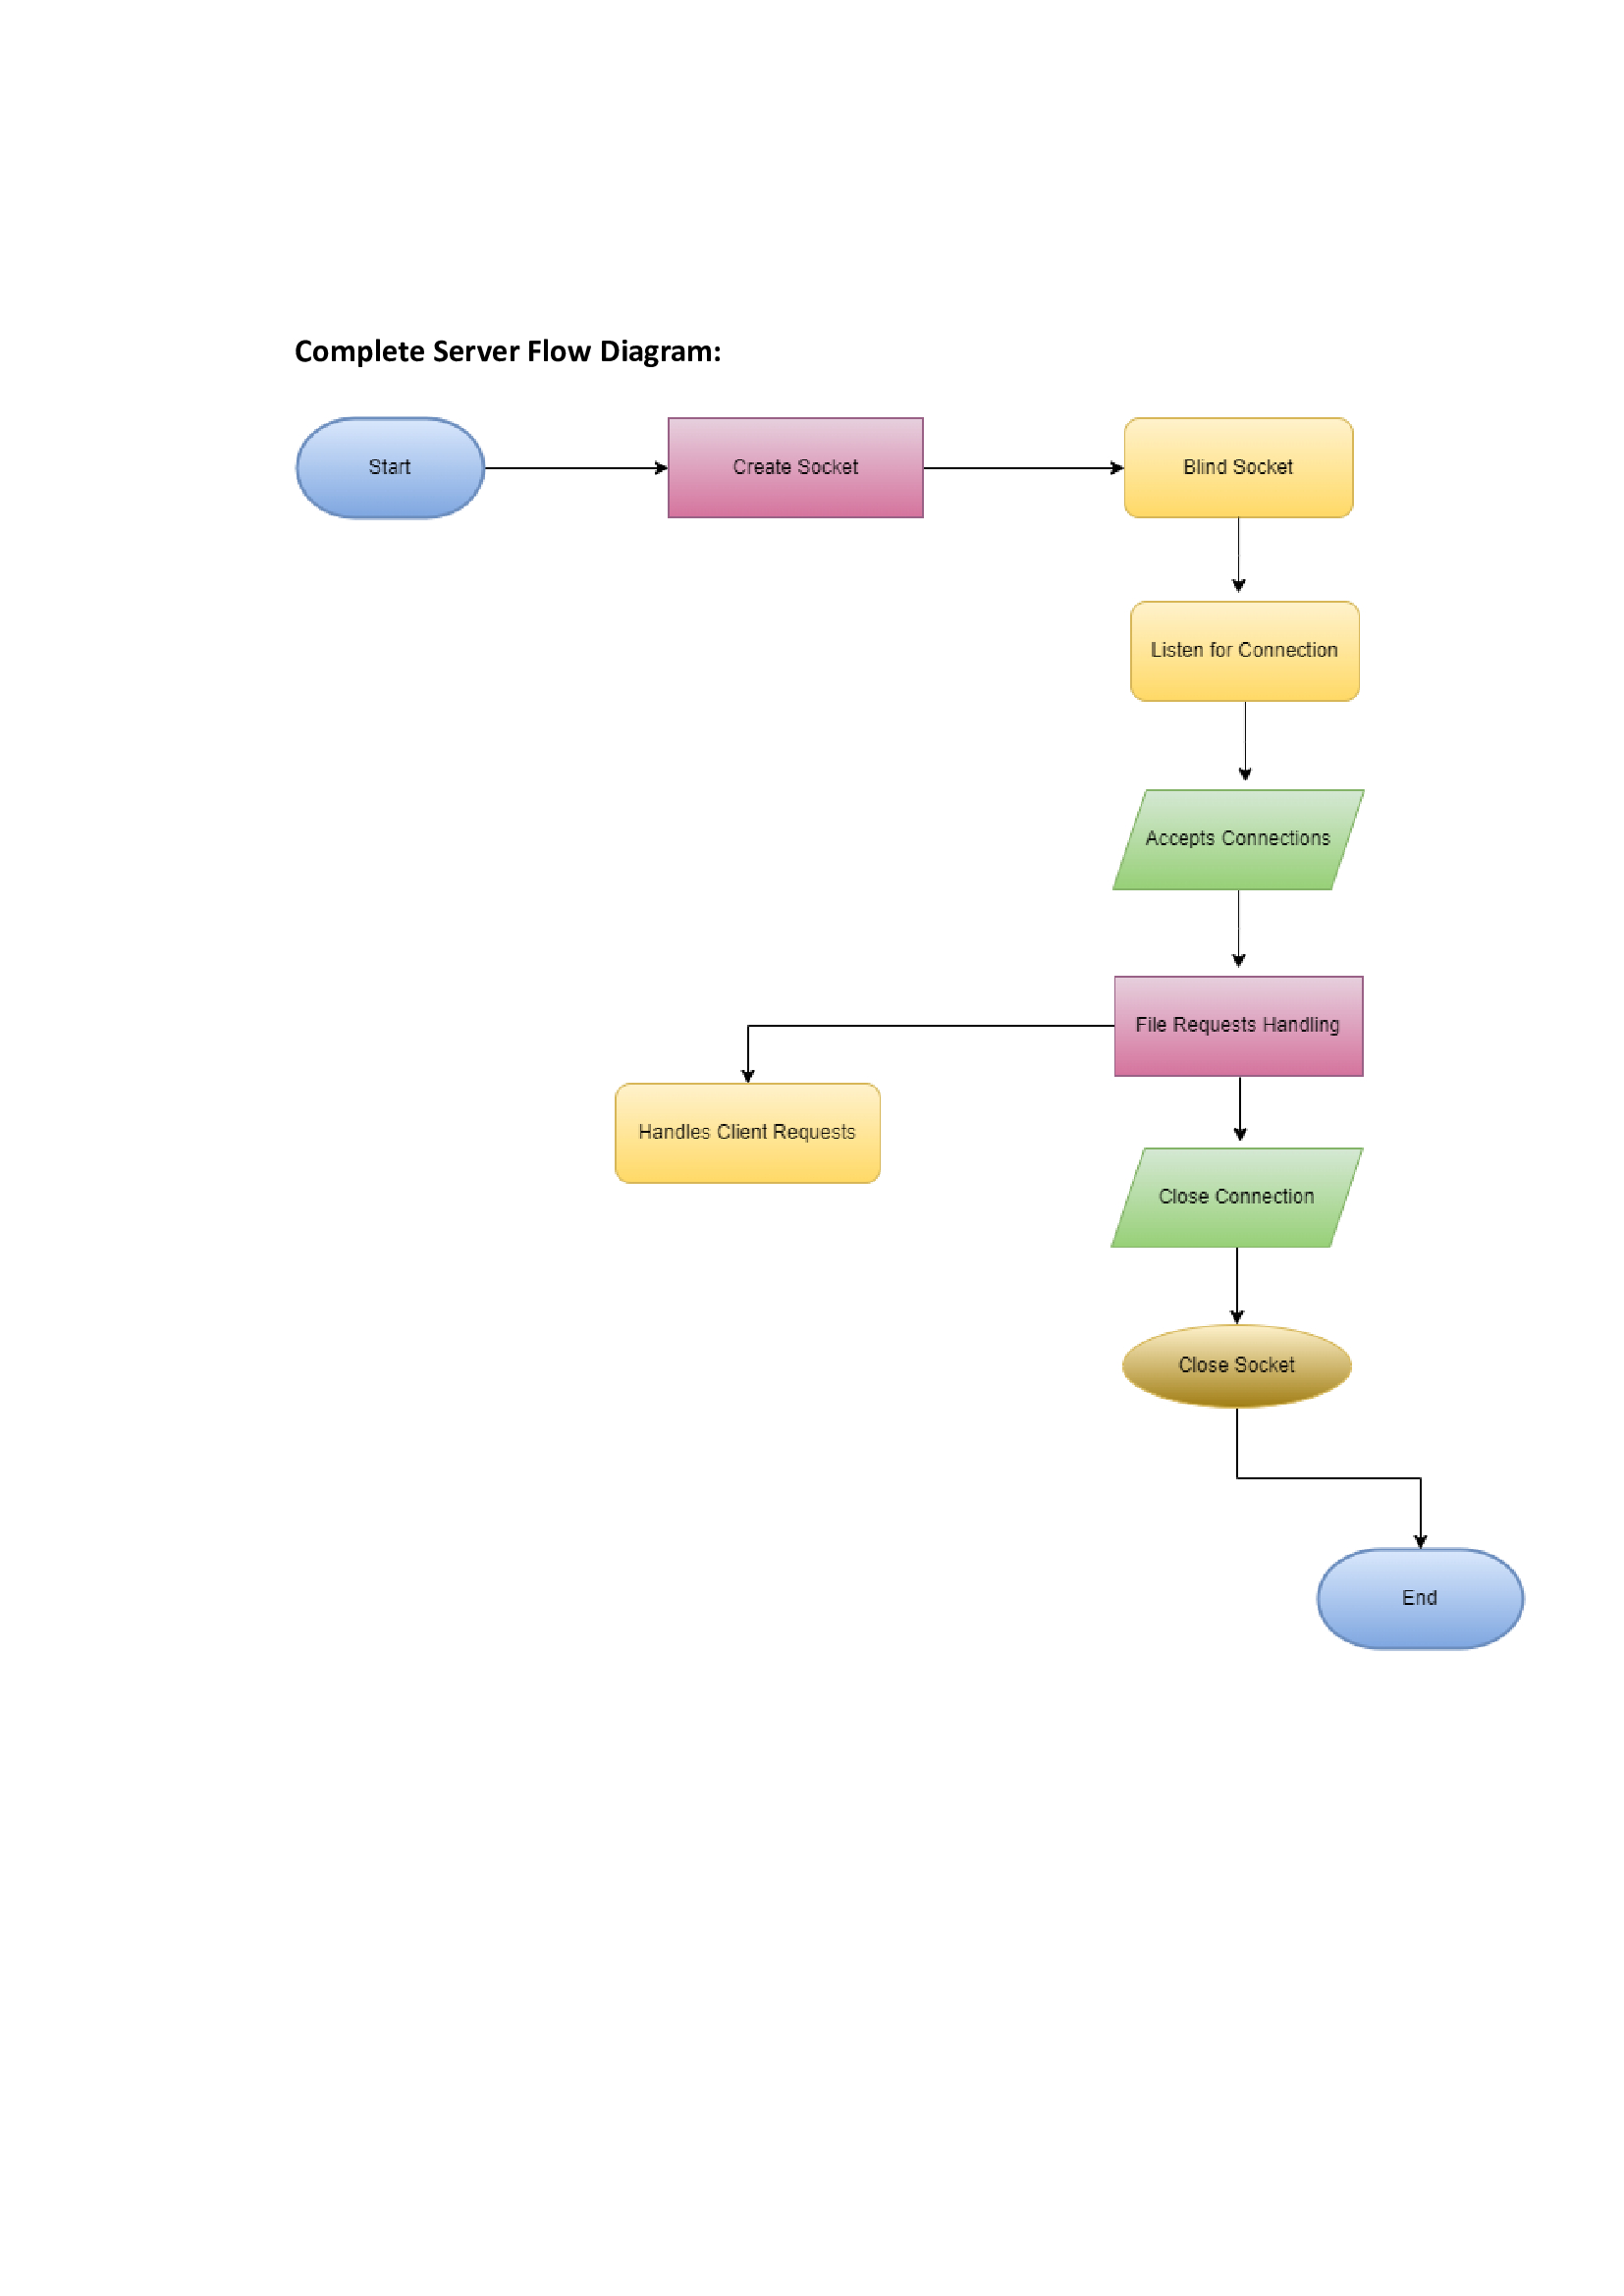 Complete Server Flow Diagram:
Start
Create Socket
Blind Socket
Listen for Connection
Accepts Connections
File Requests Handling
Handles Client Requests
Close Connection
Close Socket
End